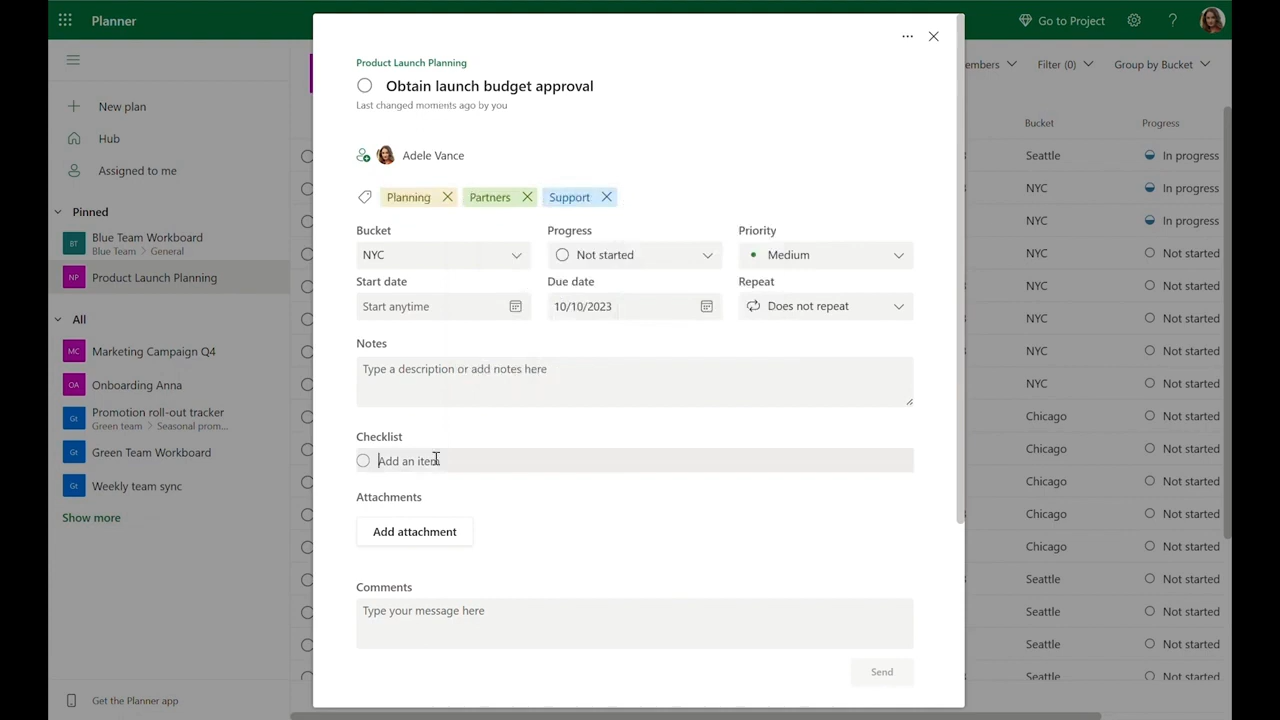 Planner
Go to Project
?
Product Launch Planning
Obtain launch budget approval
Last changed moments ago by you
Adele Vance
Planning
Partners
Support
Bucket
Progress
Priority
NYC
Not started
Medium
Start date
Due date
Repeat
Start anytime
10/10/2023
Does not repeat
Notes
Type a description or add notes here
Checklist
Add an item
Attachments
Add attachment
Comments
Type your message here
Send
New plan
Hub
Assigned to me
Pinned
BT
Blue Team Workboard
Blue Team > General
NP
Product Launch Planning
All
MC
Marketing Campaign Q4
OA
Onboarding Anna
Gt
Promotion roll-out tracker
Green team > Seasonal prom...
Gt
Green Team Workboard
Gt
Weekly team sync
Show more
Get the Planner app
embers
Filter (0)
Group by Bucket
Bucket
Progress
Seattle
In progress
NYC
In progress
NYC
In progress
NYC
Not started
NYC
Not started
NYC
Not started
NYC
Not started
NYC
Not started
Chicago
Not started
Chicago
Not started
Chicago
Not started
Chicago
Not started
Chicago
Not started
Seattle
Not started
Seattle
Not started
Seattle
Not started
Seattle
Not started